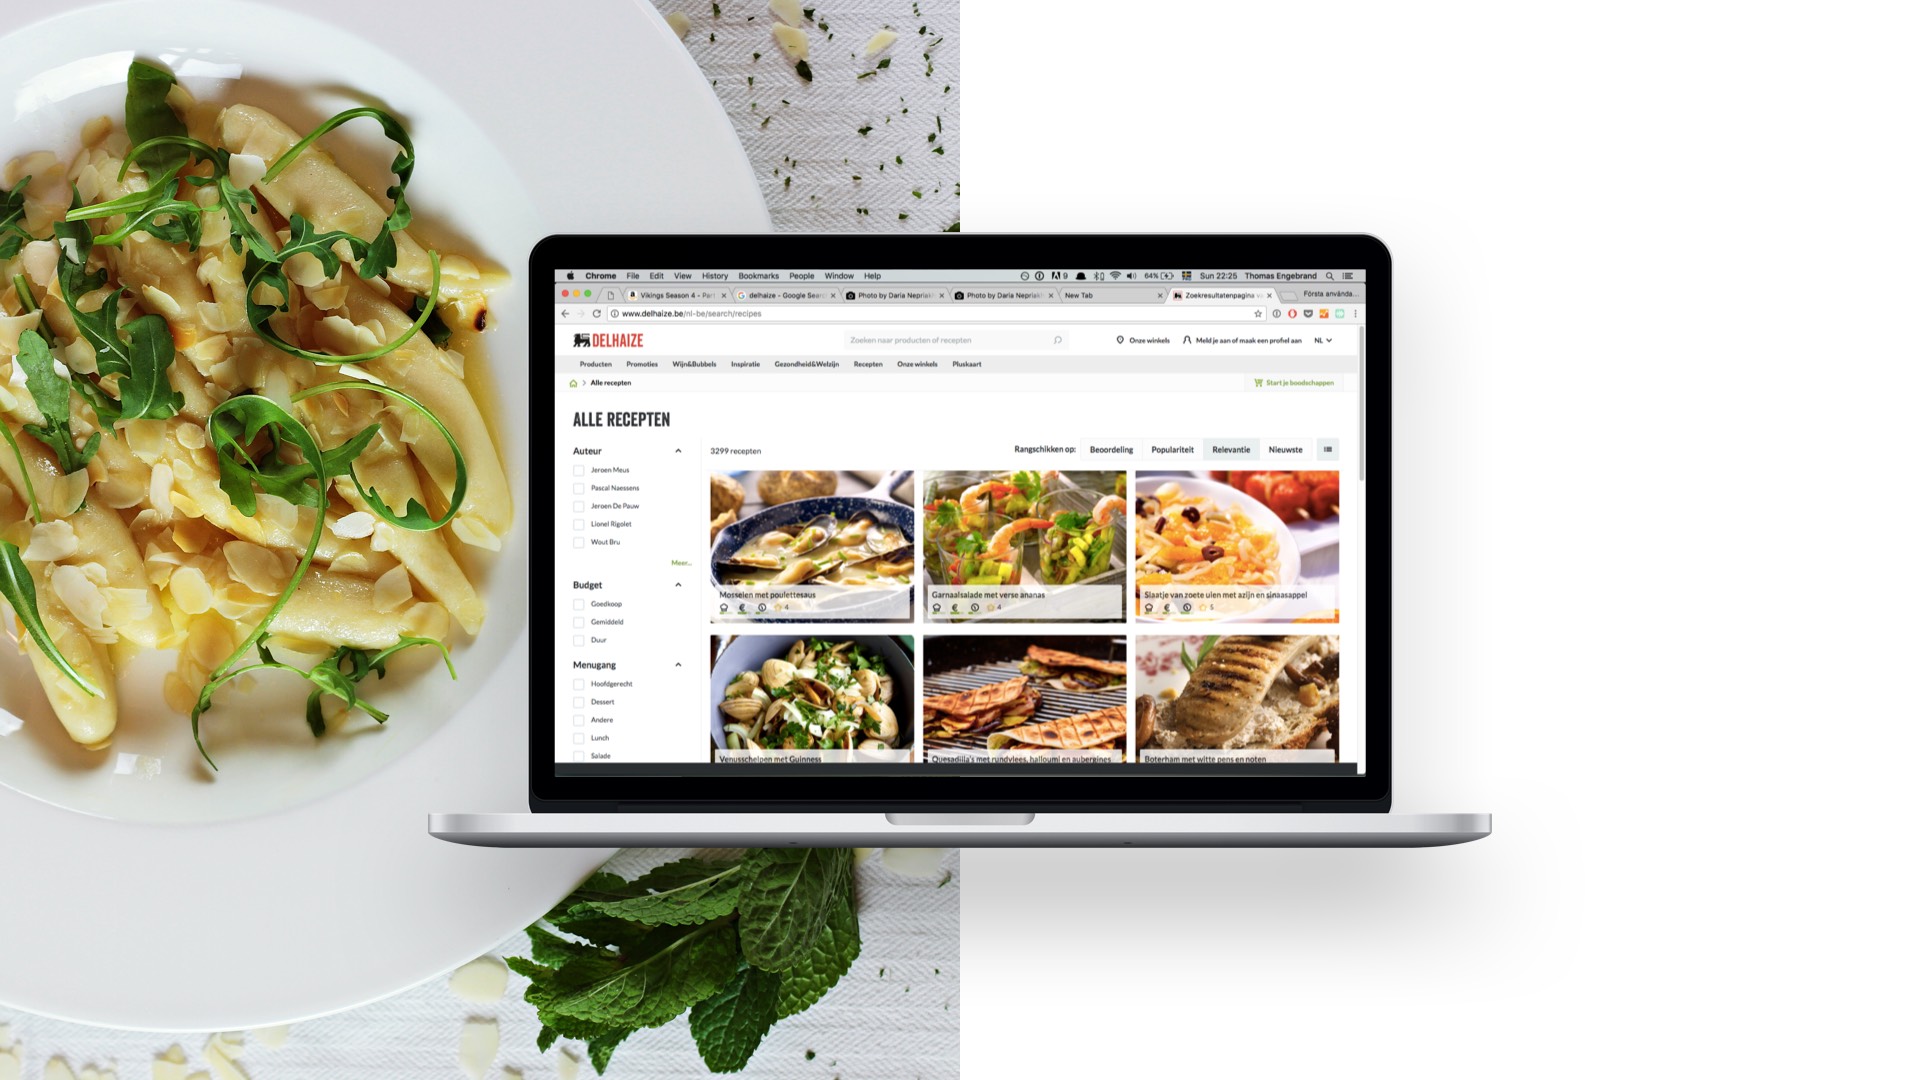 Chrome File Edit View History Bookmarks People Window Help 9 64% Sun 22:25 Thomas Engebrand
Vikings Season 4 – Part delhaize - Google Searc Photo by Daria Nepriakh Photo by Daria Nepriakh New Tab Zoekresultatenpagina Första använda...
www.delhaize.be/nl-be/search/recipes
DELHAIZE Zoeken naar producten of recepten Onze winkels Meld je aan of maak een profiel aan NL
Producten Promoties Wijn&Bubbels Inspiratie Gezondheid&Welzijn Recepten Onze winkels Pluskaart
> Alle recepten Start je boodschappen
ALLE RECEPTEN
Auteur
Jeroen Meus
Pascal Naessens
Jeroen De Pauw
Lionel Rigolet
Wout Bru
Meer...
Budget
Goedkoop
Gemiddeld
Duur
Menugang
Hoofdgerecht
Dessert
Andere
Lunch
Salade
3299 recepten Rangschikken op: Beoordeling Populariteit Relevantie Nieuwste
Mosselen met poulettesaus
€ 4
Garnaalsalade met verse ananas
€ 4
Slaatje van zoete uien met azijn en sinaasappel
€ 5
Venusschelpen met Guinness
Quesadilla's met rundvlees, halloumi en aubergines
Boterham met witte pens en noten